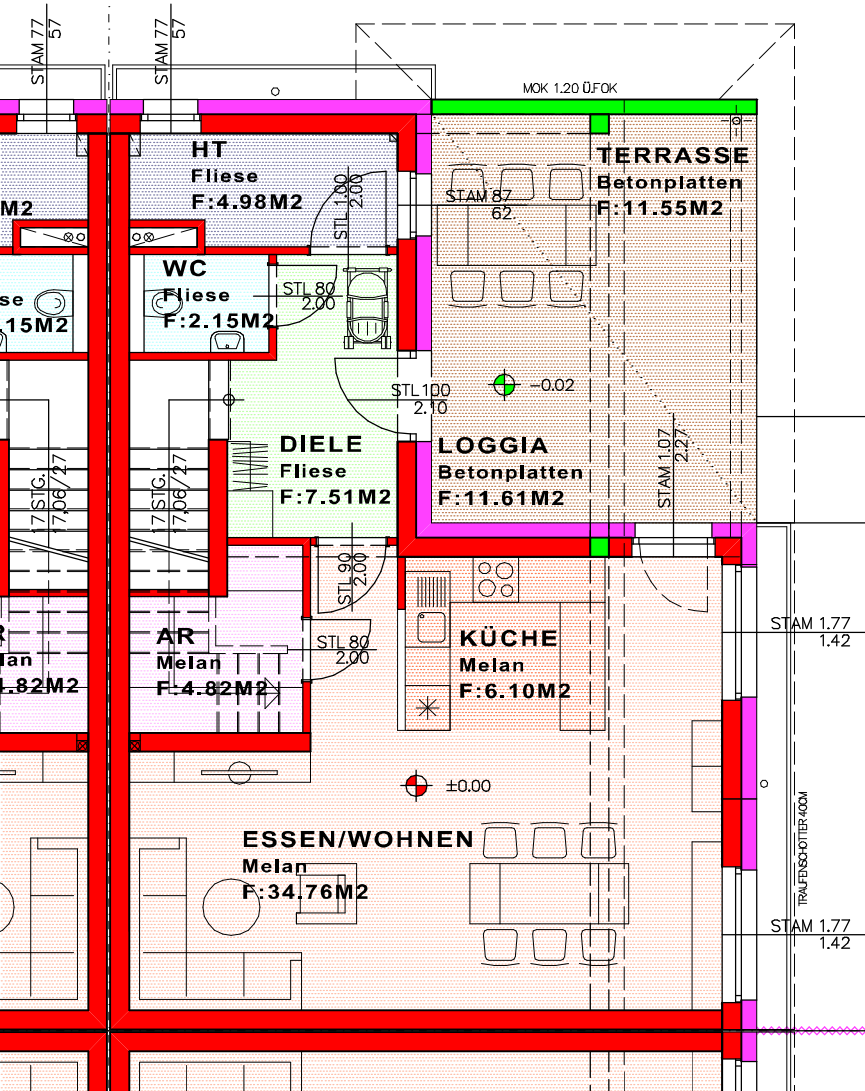 STAM 77
57
STAM 77
57
MOK 1.20 Ü.FOK
HT
Fliese
F:4.98M2
M2
STL 1.00
2.00
STAM 87
62
TERRASSE
Betonplatten
F:11.55M2
WC
Fliese
F:2.15M2
se
.15M2
STL 80
2.00
STL100
2.10
-0.02
DIELE
Fliese
F:7.51M2
LOGGIA
Betonplatten
F:11.61M2
STAM 1.07
2.27
17 STG.
17,06/27
17 STG.
17,06/27
STL 90
2.00
AR
Melan
F:4.82M2
R
lan
4.82M2
STL 80
2.00
KÜCHE
Melan
F:6.10M2
STAM 1.77
1.42
±0.00
ESSEN/WOHNEN
Melan
F:34.76M2
TRAUFENSCHOTTER 40CM
STAM 1.77
1.42